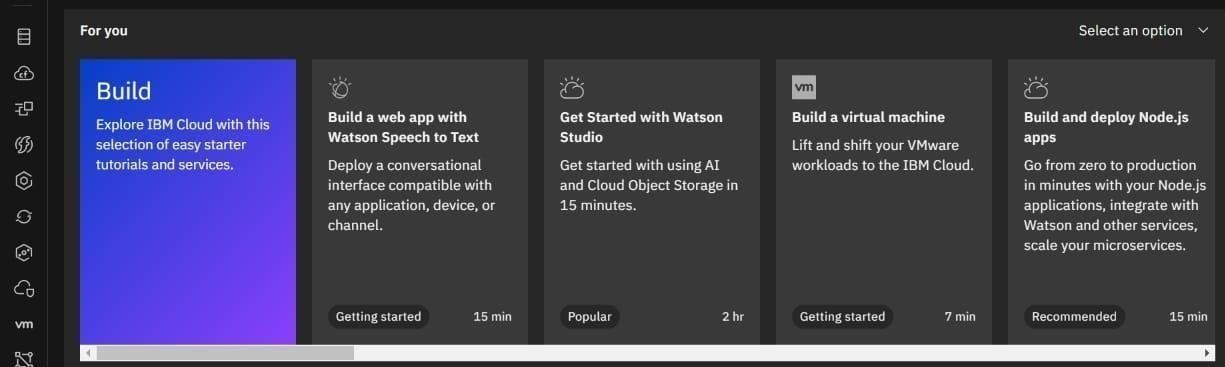 For you
Select an option
Build
Explore IBM Cloud with this
selection of easy starter
tutorials and services.
Build a web app with
Watson Speech to Text
Deploy a conversational
interface compatible with
any application, device, or
channel.
Getting started
15 min
Get Started with Watson
Studio
Get started with using AI
and Cloud Object Storage in
15 minutes.
Popular
2 hr
vm
Build a virtual machine
Lift and shift your VMware
workloads to the IBM Cloud.
Getting started
7 min
Build and deploy Node.js
apps
Go from zero to production
in minutes with your Node.js
applications, integrate with
Watson and other services,
scale your microservices.
Recommended
15 min
cf
vm